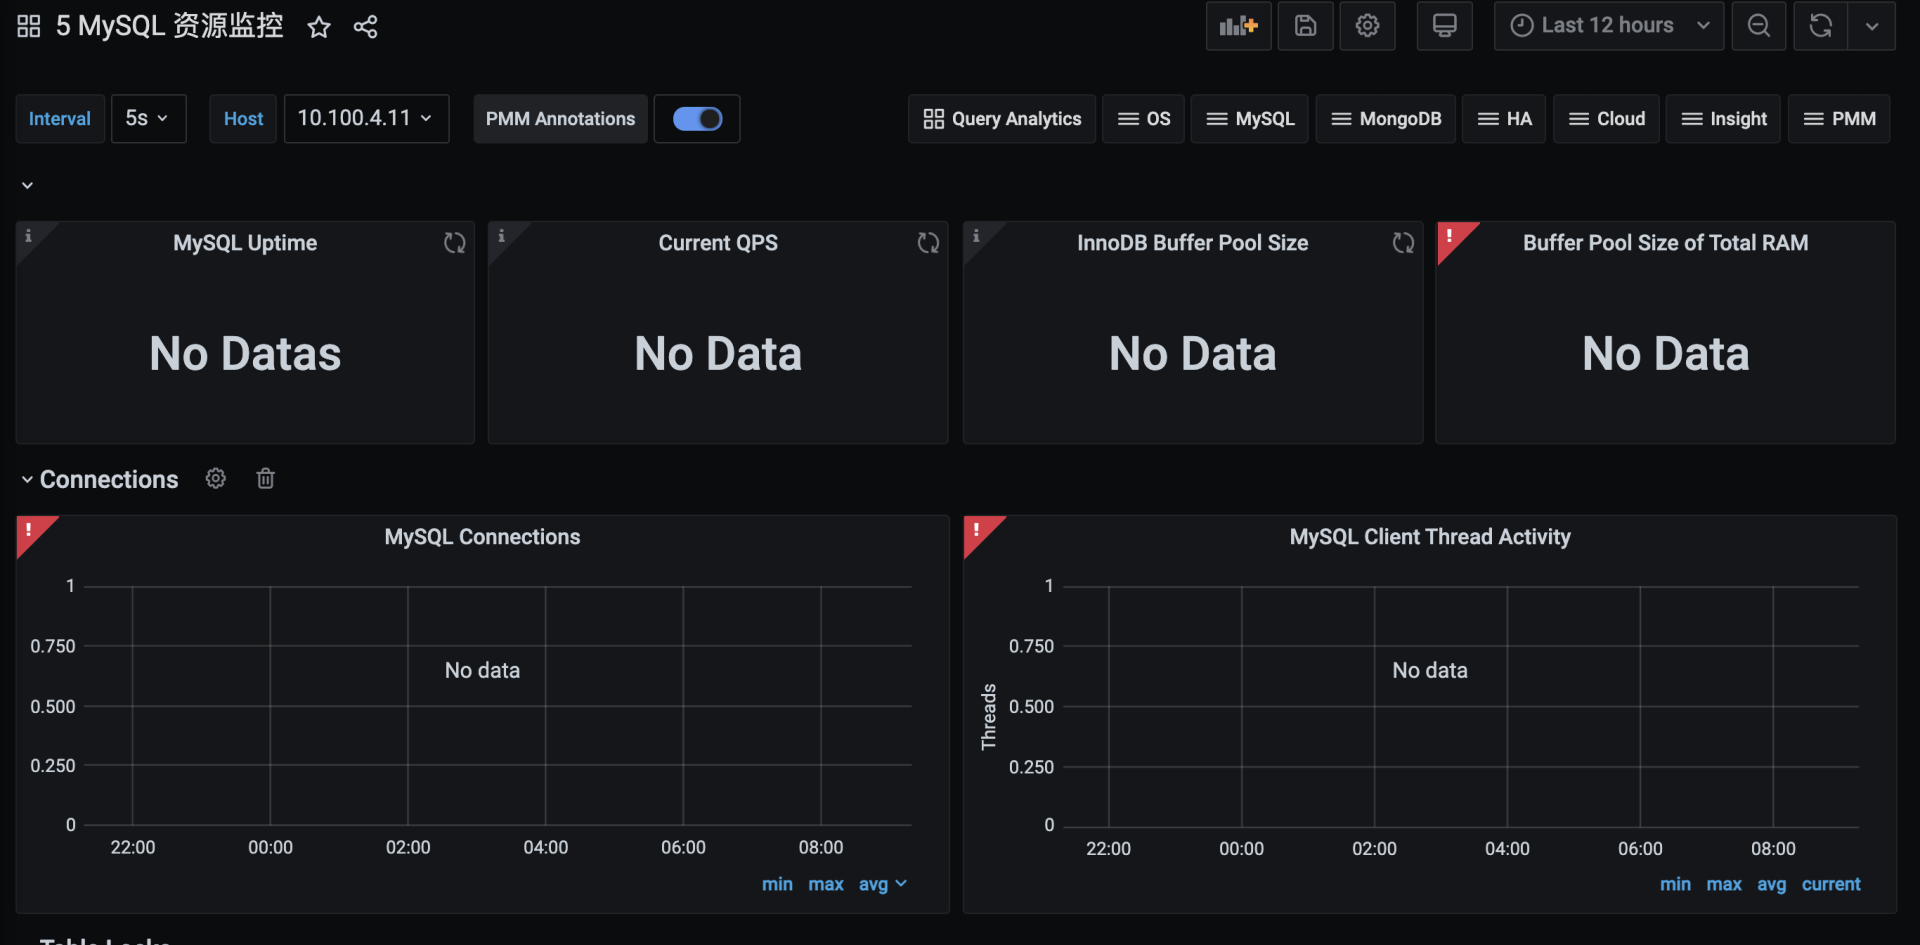 5 MySQL 资源监控
Last 12 hours
Interval 5s Host 10.100.4.11 PMM Annotations
Query Analytics OS MySQL MongoDB HA Cloud Insight PMM
MySQL Uptime
No Datas
Current QPS
No Data
InnoDB Buffer Pool Size
No Data
Buffer Pool Size of Total RAM
No Data
Connections
MySQL Connections
1
0.750
0.500
0.250
0
No data
22:00 00:00 02:00 04:00 06:00 08:00
min max avg
MySQL Client Thread Activity
Threads
1
0.750
0.500
0.250
0
No data
22:00 00:00 02:00 04:00 06:00 08:00
min max avg current